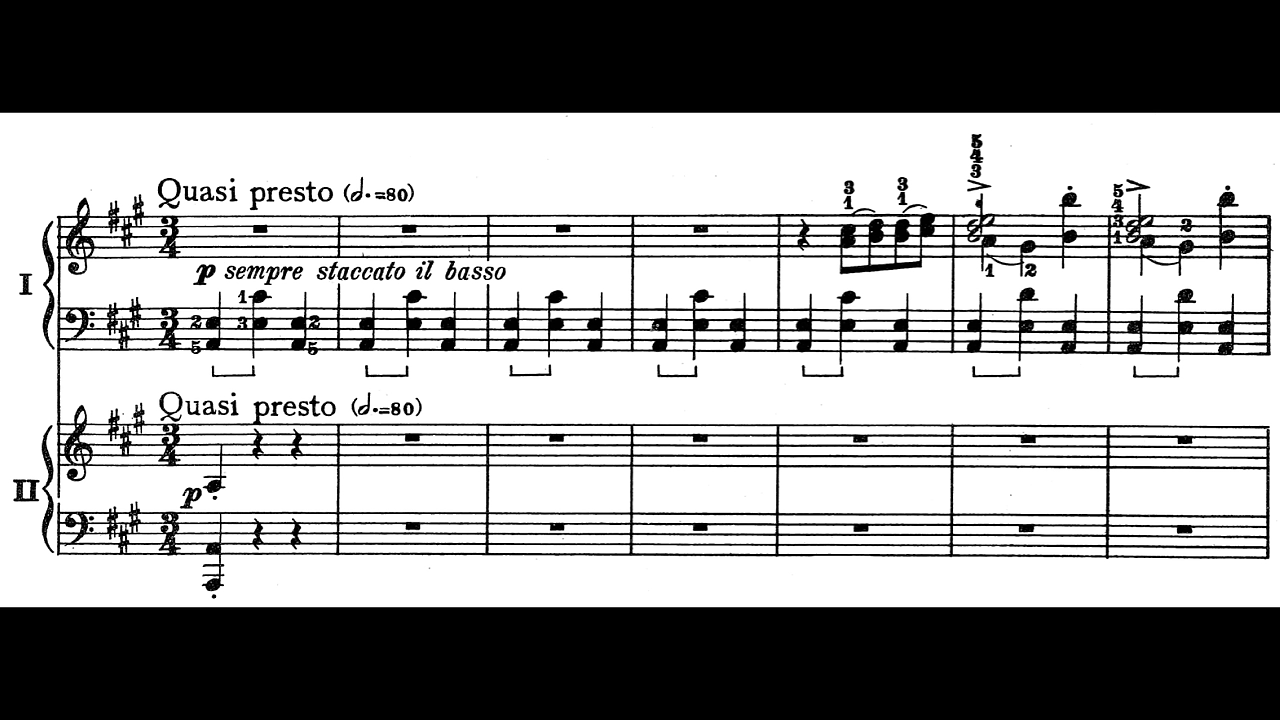 Quasi presto (𝅗𝅥.=80)
p sempre staccato il basso
I
Quasi presto (𝅗𝅥.=80)
p
II